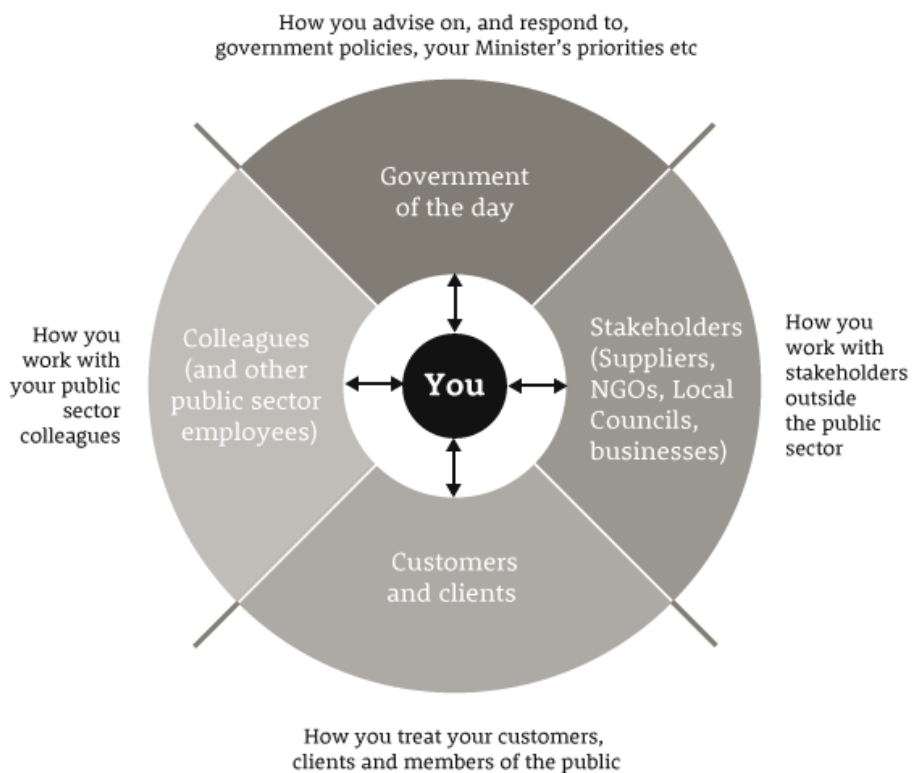 How you advise on, and respond to,
government policies, your Minister's priorities etc
Government
of the day
How you
work with
your public
sector
colleagues
Colleagues
(and other
public sector
employees)
You
Stakeholders
(Suppliers,
NGOs, Local
Councils,
businesses)
How you
work with
stakeholders
outside
the public
sector
Customers
and clients
How you treat your customers,
clients and members of the public